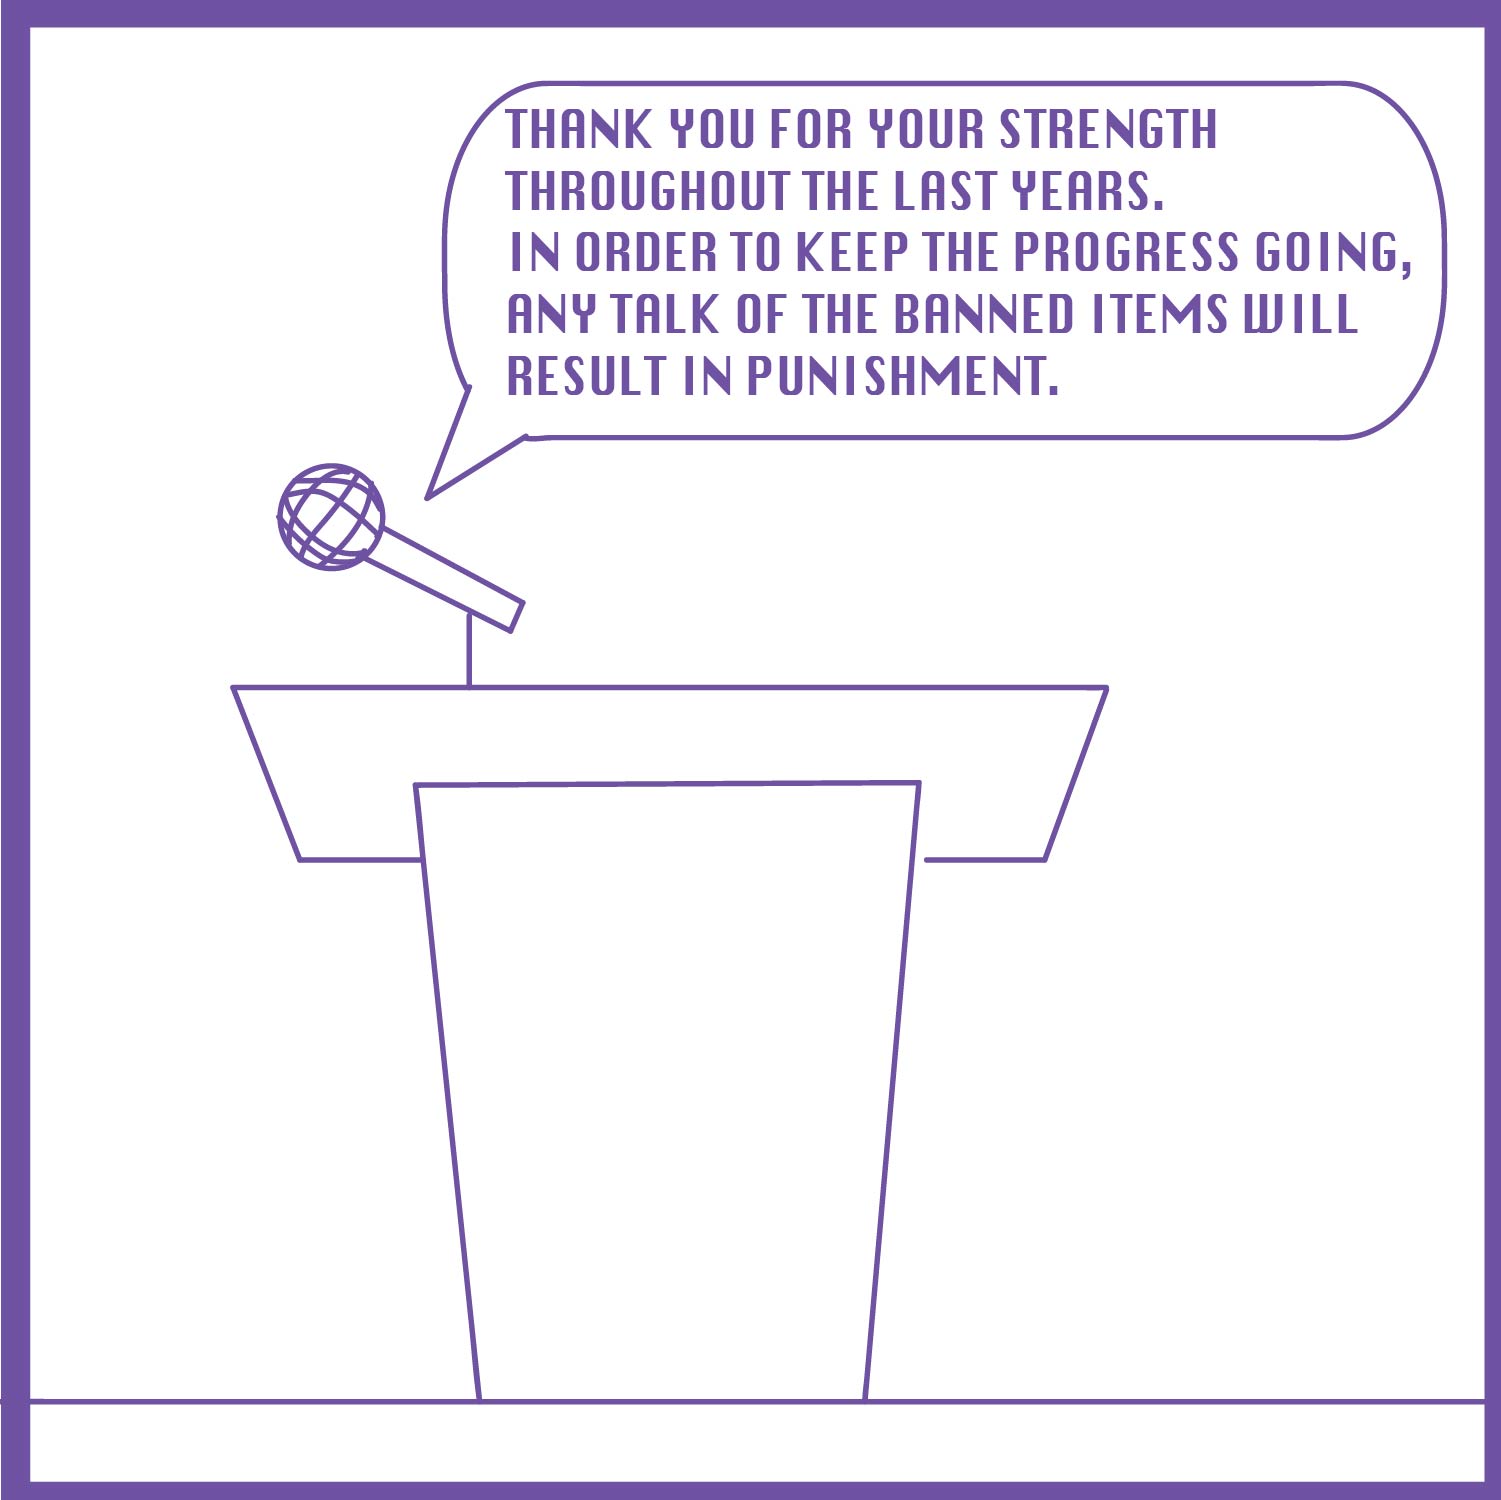 THANK YOU FOR YOUR STRENGTH
THROUGHOUT THE LAST YEARS.
IN ORDER TO KEEP THE PROGRESS GOING,
ANY TALK OF THE BANNED ITEMS WILL
RESULT IN PUNISHMENT.